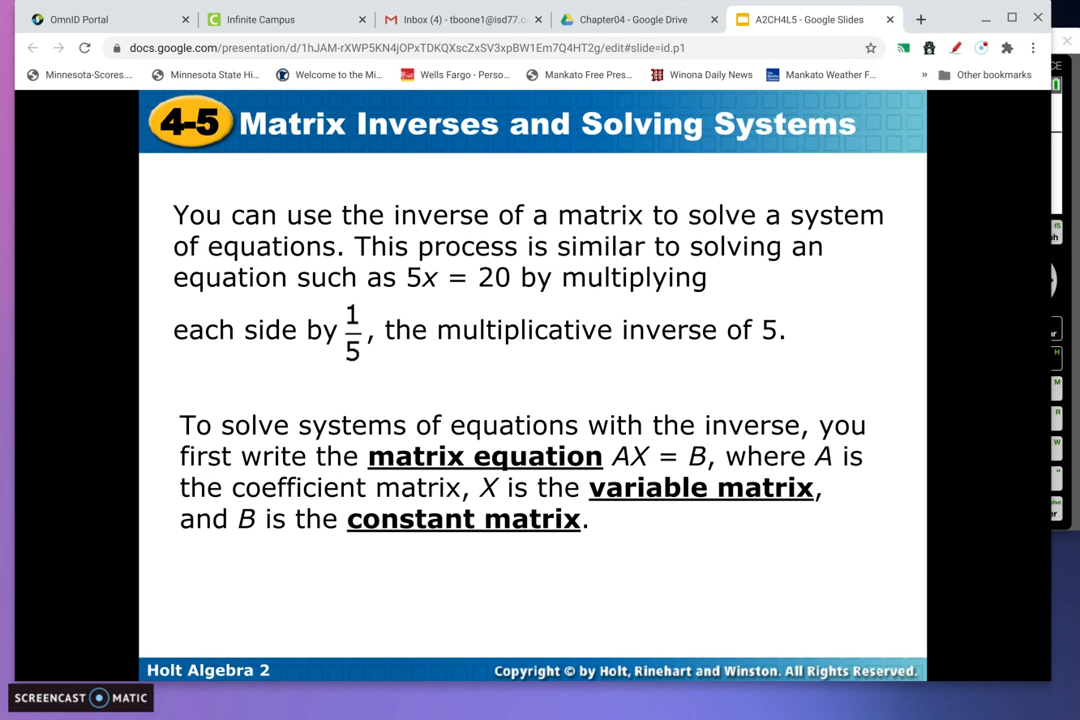 OmnID Portal
Infinite Campus
Inbox (4) - tboone1@isd77.o
Chapter04 - Google Drive
A2CH4L5 - Google Slides
docs.google.com/presentation/d/1hJAM-rXWP5KN4jOPxTDKQXscZxSV3xpBW1Em7Q4HT2g/edit#slide=id.p1
Minnesota-Scores....
Minnesota State Hi...
Welcome to the Mi...
Wells Fargo - Perso...
Mankato Free Pres...
Winona Daily News
Mankato Weather F...
» Other bookmarks
4-5 Matrix Inverses and Solving Systems
You can use the inverse of a matrix to solve a system
of equations. This process is similar to solving an
equation such as 5x = 20 by multiplying
each side by 1/5, the multiplicative inverse of 5.
To solve systems of equations with the inverse, you
first write the matrix equation AX = B, where A is
the coefficient matrix, X is the variable matrix,
and B is the constant matrix.
Holt Algebra 2
Copyright © by Holt, Rinehart and Winston. All Rights Reserved.
SCREENCAST MATIC
CE
f5
H
M
R
W
er